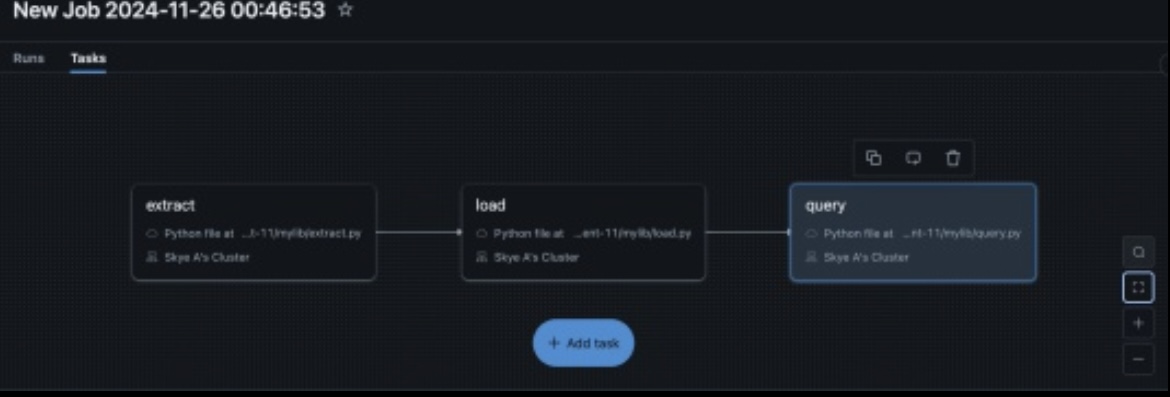 New Job 2024-11-26 00:46:53
Runs Tasks
extract
Python file at ...t-11/mylib/extract.py
Skye A's Cluster
load
Python file at ...ent-11/mylib/load.py
Skye A's Cluster
query
Python file at ...nt-11/mylib/query.py
Skye A's Cluster
+ Add task